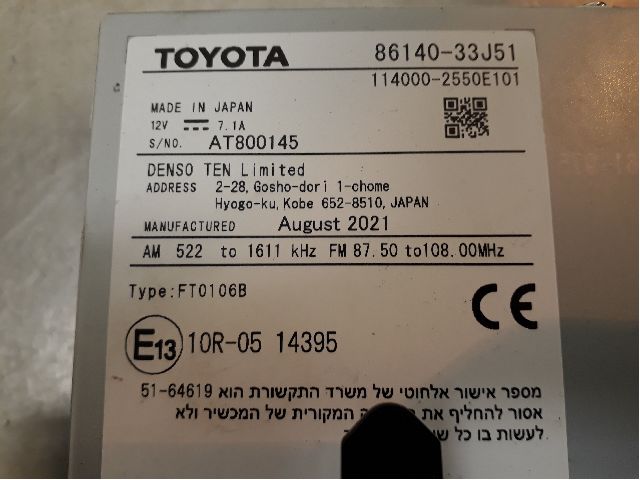 TOYOTA 86140-33J51
114000-2550E101
MADE IN JAPAN
12V 7.1A
S/NO. AT800145
DENSO TEN Limited
ADDRESS 2-28, Gosho-dori 1-chome
Hyogo-ku, Kobe 652-8510, JAPAN
MANUFACTURED August 2021
AM 522 to 1611 kHz FM 87.50 to 108.00MHz
Type:FT0106B
CE
E13 10R-05 14395
מספר אישור אלחוטי של משרד התקשורת הוא 51-64619
אסור להחליף את המקורית של המכשיר ולא
לעשות בו כל